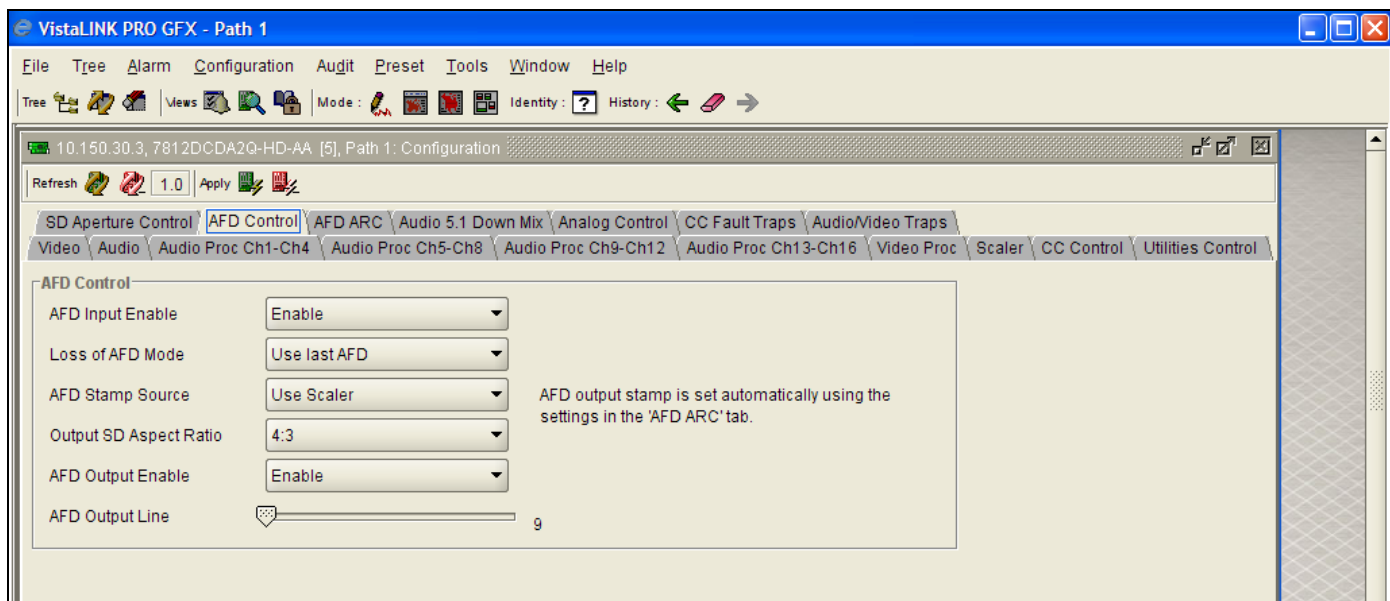 VistaLINK PRO GFX - Path 1
File Tree Alarm Configuration Audit Preset Tools Window Help
Tree Views Mode : Identity : ? History :
10.150.30.3, 7812DCDA2Q-HD-AA [5], Path 1: Configuration
Refresh 1.0 Apply
SD Aperture Control AFD Control AFD ARC Audio 5.1 Down Mix Analog Control CC Fault Traps Audio/Video Traps
Video Audio Audio Proc Ch1-Ch4 Audio Proc Ch5-Ch8 Audio Proc Ch9-Ch12 Audio Proc Ch13-Ch16 Video Proc Scaler CC Control Utilities Control
AFD Control
AFD Input Enable Enable
Loss of AFD Mode Use last AFD
AFD Stamp Source Use Scaler
AFD output stamp is set automatically using the
settings in the 'AFD ARC' tab.
Output SD Aspect Ratio 4:3
AFD Output Enable Enable
AFD Output Line 9